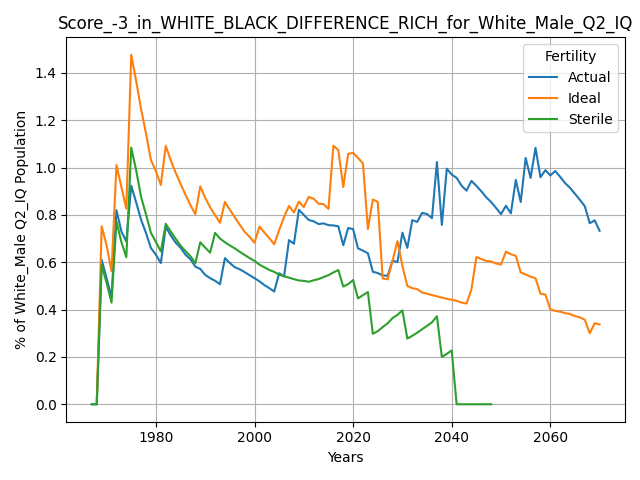 Score_-3_in_WHITE_BLACK_DIFFERENCE_RICH_for_White_Male_Q2_IQ
Fertility
Actual
Ideal
Sterile
% of White_Male Q2_IQ Population
1.4
1.2
1.0
0.8
0.6
0.4
0.2
0.0
1980
2000
2020
2040
2060
Years